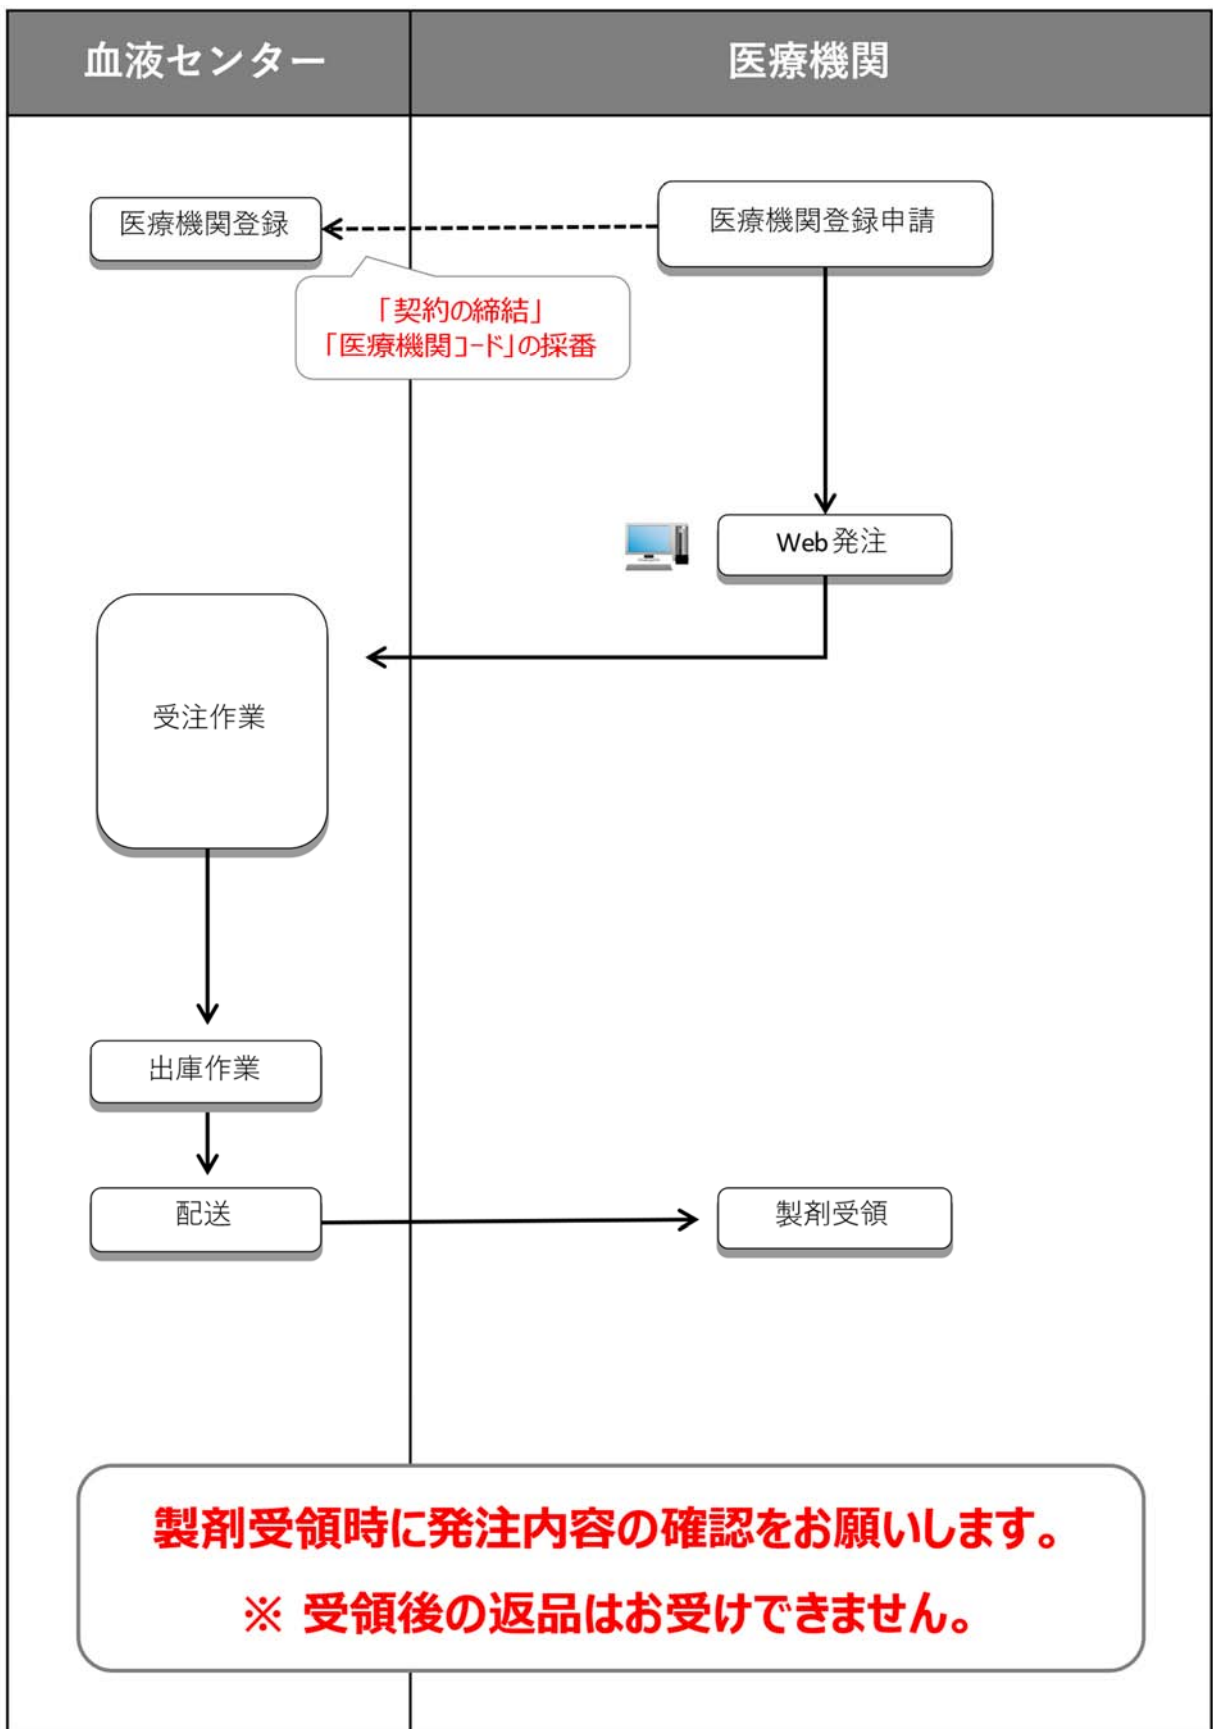 血液センター
医療機関
医療機関登録
医療機関登録申請
「契約の締結」
「医療機関コード」の採番
Web発注
受注作業
出庫作業
配送
製剤受領
製剤受領時に発注内容の確認をお願いします。
※ 受領後の返品はお受けできません。